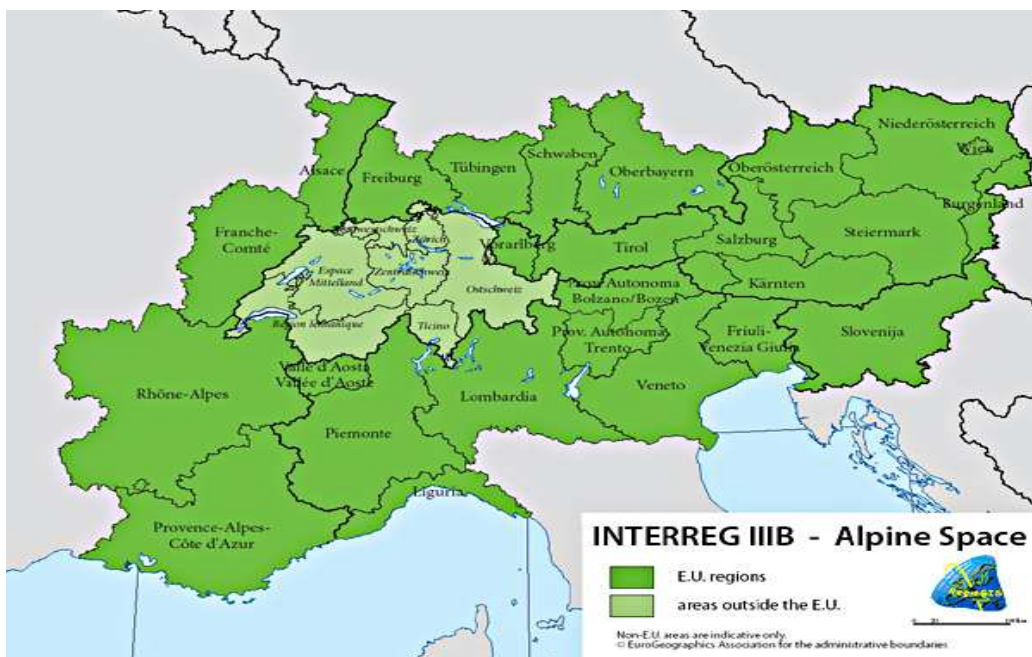 Niederösterreich
Wien
Alsace
Freiburg
Tübingen
Schwaben
Oberbayern
Oberösterreich
Burgenland
Franche-
Comté
Zürich
Vorarlberg
Tirol
Salzburg
Steiermark
Espace
Mittelland
Zentralschweiz
Ostschweiz
Prov. Autonoma
Bolzano/Bozen
Kärnten
Région lémanique
Ticino
Prov. Autonoma
Trento
Friuli-
Venezia Giulia
Slovenija
Valle d'Aosta
Vallée d'Aoste
Rhône-Alpes
Lombardia
Veneto
Piemonte
Liguria
Provence-Alpes-
Côte d'Azur
INTERREG IIIB - Alpine Space
E.U. regions
areas outside the E.U.
Non-E.U. areas are indicative only.
© EuroGeographics Association for the administrative boundaries